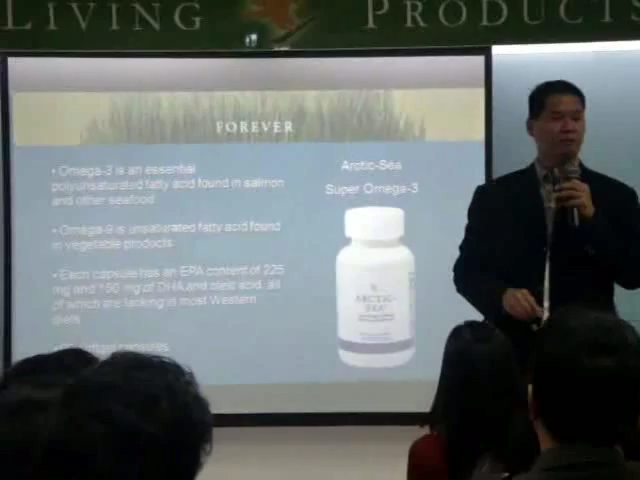 LIVING PRODUCTS
FOREVER
• Omega-3 is an essential
polyunsaturated fatty acid found in salmon
and other seafood
• Omega-9 is unsaturated fatty acid found
in vegetable products
• Each capsule has an EPA content of 225
mg and 150 mg of DHA and oleic acid, all
of which are lacking in most Western
diets
Arctic-Sea
Super Omega-3
ARCTIC-
SEA